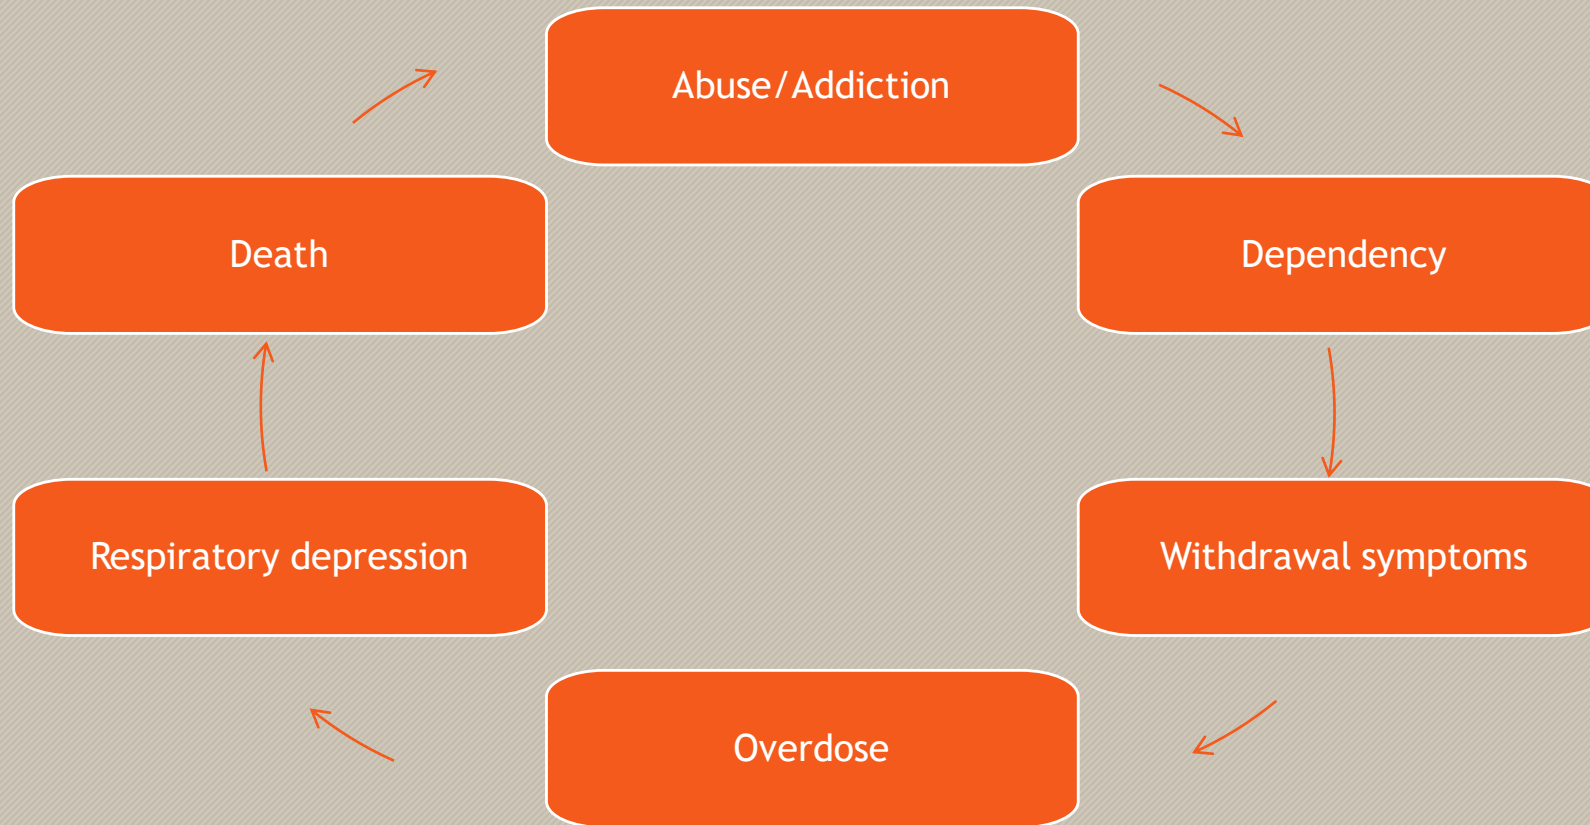 Abuse/Addiction
Dependency
Withdrawal symptoms
Overdose
Respiratory depression
Death